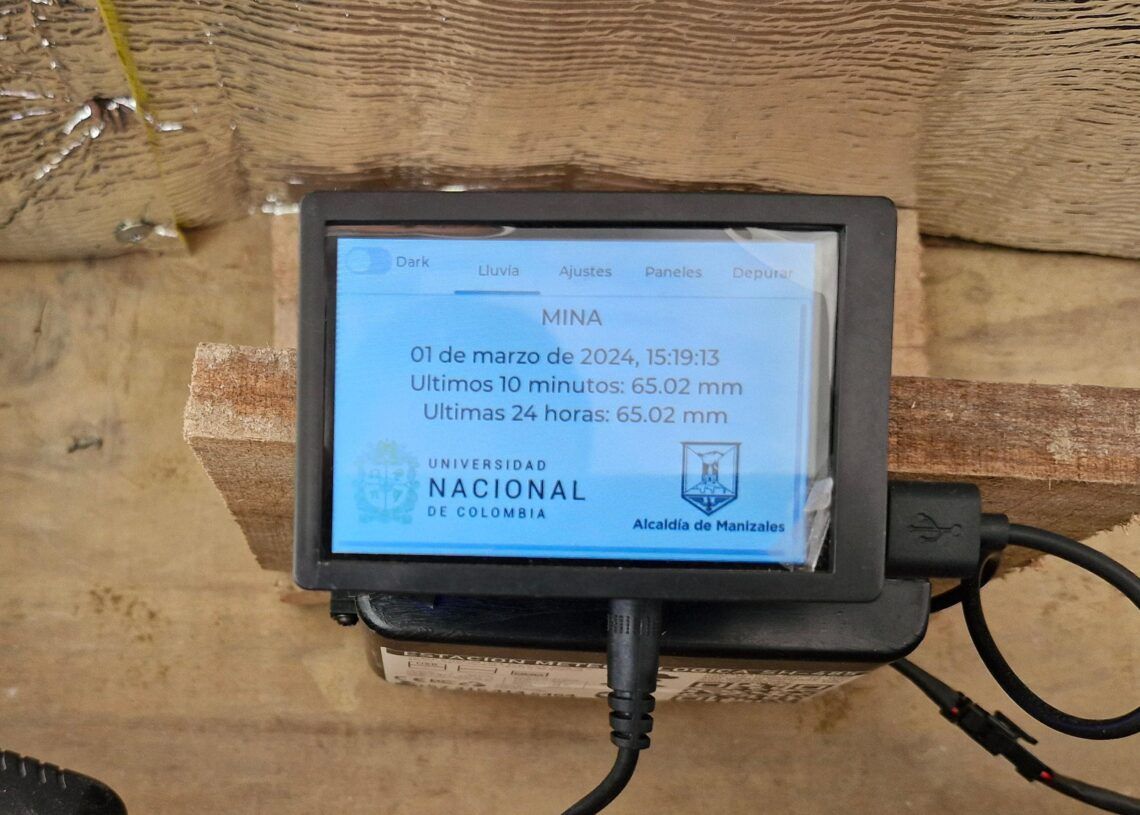 Dark
Lluvia Ajustes Paneles Depurar
MINA
01 de marzo de 2024, 15:19:13
Ultimos 10 minutos: 65.02 mm
Ultimas 24 horas: 65.02 mm
UNIVERSIDAD
NACIONAL
DE COLOMBIA
Alcaldía de Manizales